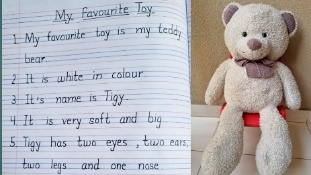 My Favourite Toy.
1. My favourite toy is my teddy
bear.
2. It is white in colour
3. It's name is Tigy.
4. It is very soft and big
5. Tigy has two eyes, two ears,
two legs and one nose